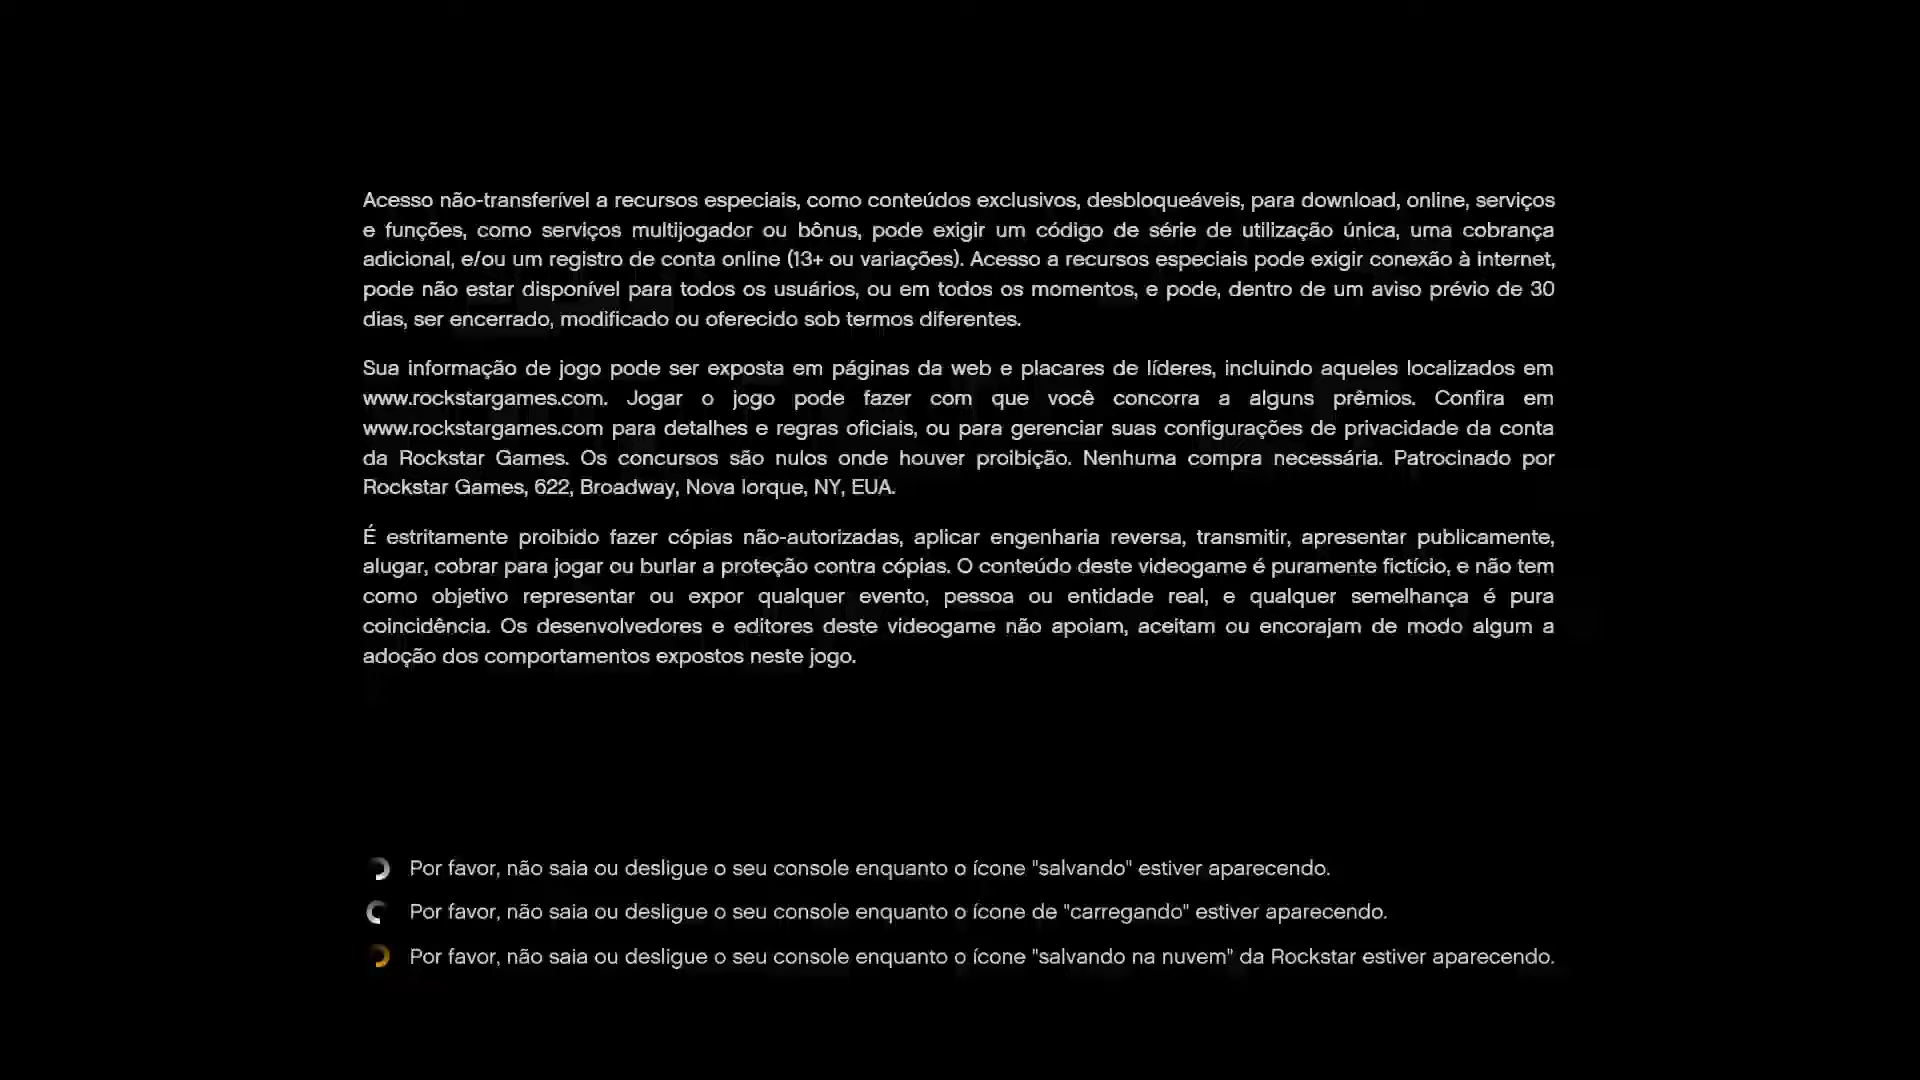 Acesso não-transferível a recursos especiais, como conteúdos exclusivos, desbloqueáveis, para download, online, serviços
e funções, como serviços multijogador ou bônus, pode exigir um código de série de utilização única, uma cobrança
adicional, e/ou um registro de conta online (13+ ou variações). Acesso a recursos especiais pode exigir conexão à internet,
pode não estar disponível para todos os usuários, ou em todos os momentos, e pode, dentro de um aviso prévio de 30
dias, ser encerrado, modificado ou oferecido sob termos diferentes.
Sua informação de jogo pode ser exposta em páginas da web e placares de líderes, incluindo aqueles localizados em
www.rockstargames.com. Jogar o jogo pode fazer com que você concorra a alguns prêmios. Confira em
www.rockstargames.com para detalhes e regras oficiais, ou para gerenciar suas configurações de privacidade da conta
da Rockstar Games. Os concursos são nulos onde houver proibição. Nenhuma compra necessária. Patrocinado por
Rockstar Games, 622, Broadway, Nova Iorque, NY, EUA.
É estritamente proibido fazer cópias não-autorizadas, aplicar engenharia reversa, transmitir, apresentar publicamente,
alugar, cobrar para jogar ou burlar a proteção contra cópias. O conteúdo deste videogame é puramente fictício, e não tem
como objetivo representar ou expor qualquer evento, pessoa ou entidade real, e qualquer semelhança é pura
coincidência. Os desenvolvedores e editores deste videogame não apoiam, aceitam ou encorajam de modo algum a
adoção dos comportamentos expostos neste jogo.
Por favor, não saia ou desligue o seu console enquanto o ícone "salvando" estiver aparecendo.
Por favor, não saia ou desligue o seu console enquanto o ícone de "carregando" estiver aparecendo.
Por favor, não saia ou desligue o seu console enquanto o ícone "salvando na nuvem" da Rockstar estiver aparecendo.